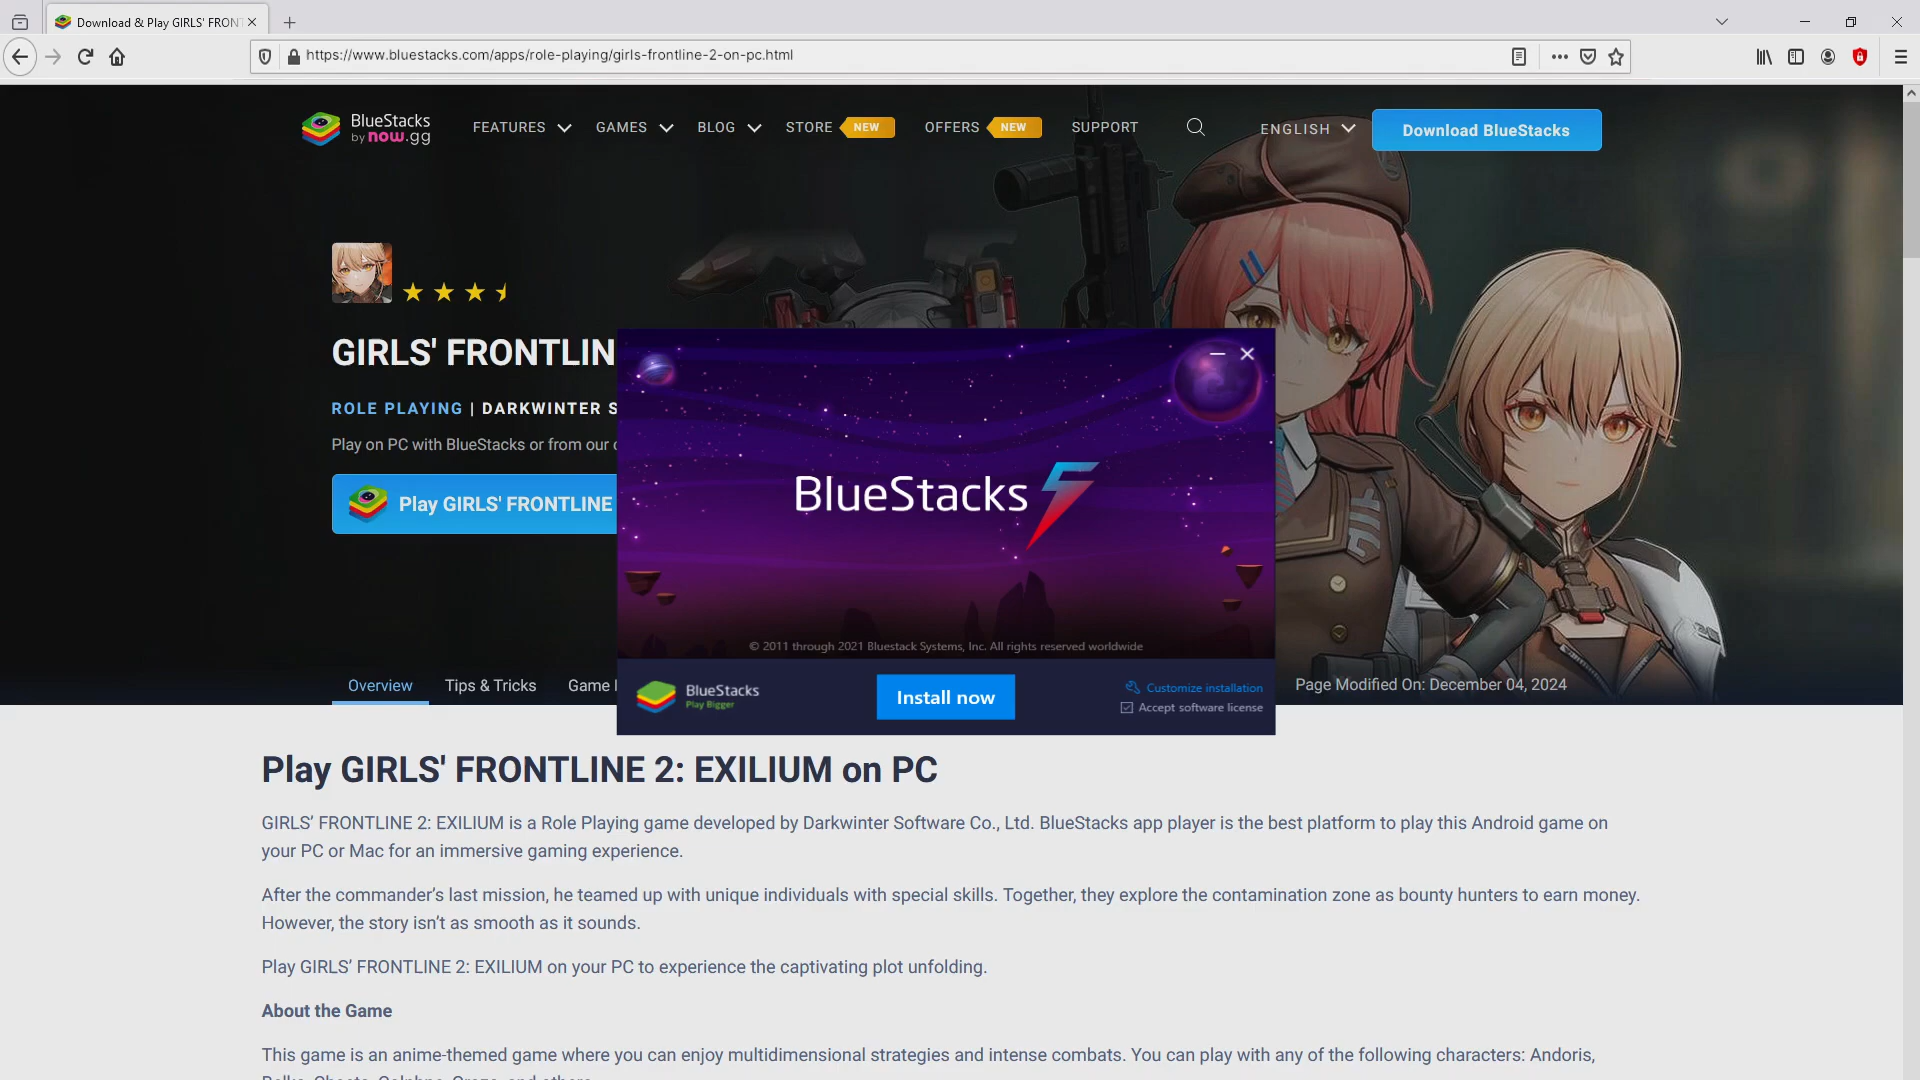 Download & Play GIRLS' FRON
https://www.bluestacks.com/apps/role-playing/girls-frontline-2-on-pc.html
BlueStacks
by now.gg
FEATURES
GAMES
BLOG
STORE
NEW
OFFERS
NEW
SUPPORT
ENGLISH
Download BlueStacks
GIRLS' FRONTLIN
ROLE PLAYING | DARKWINTER S
Play on PC with BlueStacks or from our
Play GIRLS' FRONTLINE
BlueStacks 5
© 2011 through 2021 Bluestack Systems, Inc. All rights reserved worldwide
BlueStacks
Play Bigger
Install now
Customize installation
Accept software license
Overview
Tips & Tricks
Game
Page Modified On: December 04, 2024
Play GIRLS' FRONTLINE 2: EXILIUM on PC
GIRLS’ FRONTLINE 2: EXILIUM is a Role Playing game developed by Darkwinter Software Co., Ltd. BlueStacks app player is the best platform to play this Android game on
your PC or Mac for an immersive gaming experience.
After the commander’s last mission, he teamed up with unique individuals with special skills. Together, they explore the contamination zone as bounty hunters to earn money.
However, the story isn’t as smooth as it sounds.
Play GIRLS’ FRONTLINE 2: EXILIUM on your PC to experience the captivating plot unfolding.
About the Game
This game is an anime-themed game where you can enjoy multidimensional strategies and intense combats. You can play with any of the following characters: Andoris,